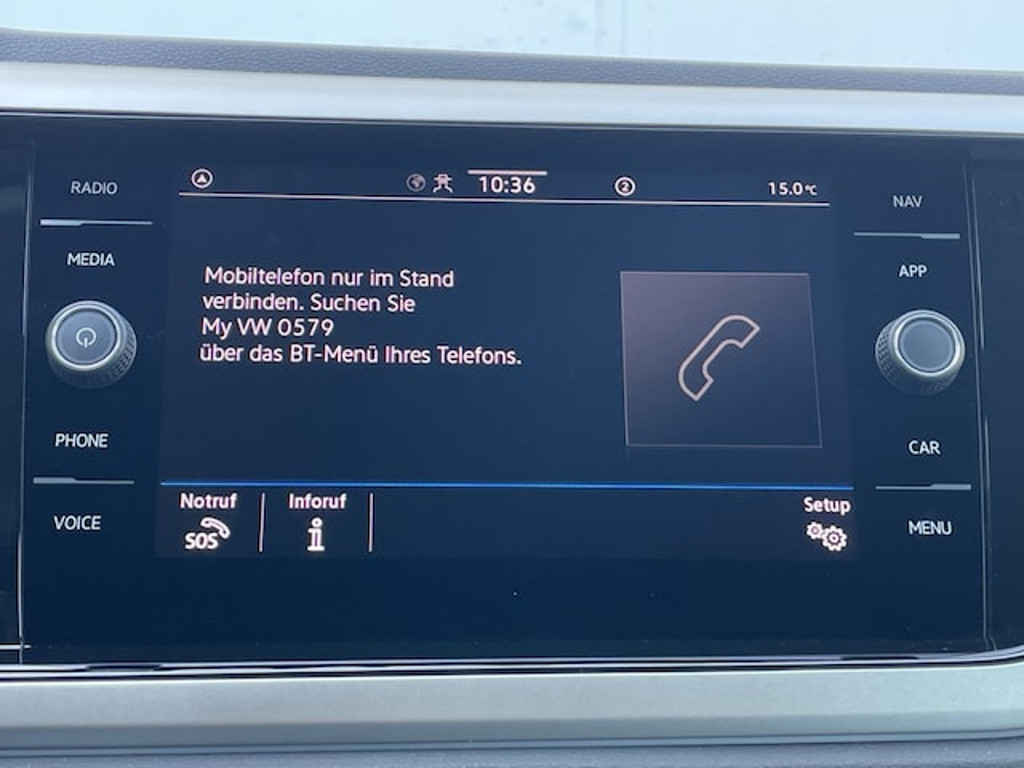 RADIO
MEDIA
PHONE
VOICE
10:36
2
15.0°C
Mobiltelefon nur im Stand
verbinden. Suchen Sie
My VW 0579
über das BT-Menü Ihres Telefons.
Notruf
SOS
Inforuf
i
Setup
NAV
APP
CAR
MENU